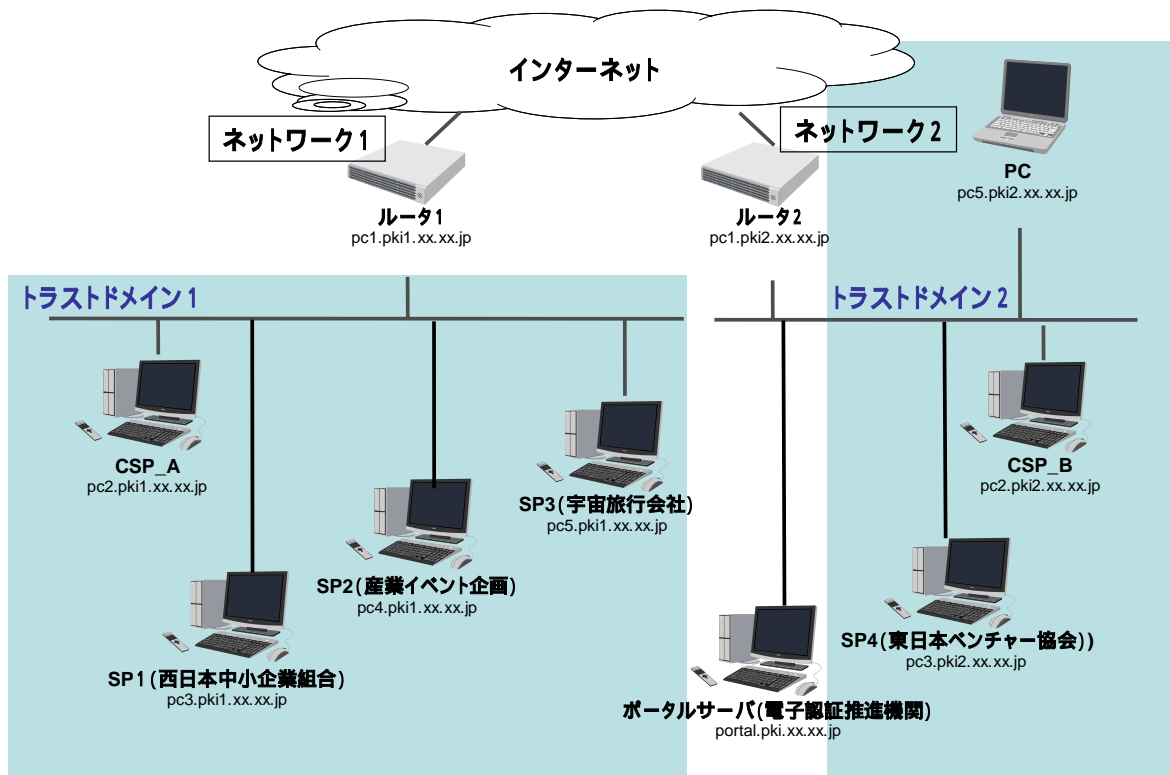 インターネット
ネットワーク1
ネットワーク2
PC
pc5.pki2.xx.xx.jp
ルータ1
pc1.pki1.xx.xx.jp
ルータ2
pc1.pki2.xx.xx.jp
トラストドメイン1
トラストドメイン2
CSP_A
pc2.pki1.xx.xx.jp
SP3(宇宙旅行会社)
pc5.pki1.xx.xx.jp
CSP_B
pc2.pki2.xx.xx.jp
SP2(産業イベント企画)
pc4.pki1.xx.xx.jp
SP1(西日本中小企業組合)
pc3.pki1.xx.xx.jp
SP4(東日本ベンチャー協会))
pc3.pki2.xx.xx.jp
ポータルサーバ(電子認証推進機関)
portal.pki.xx.xx.jp